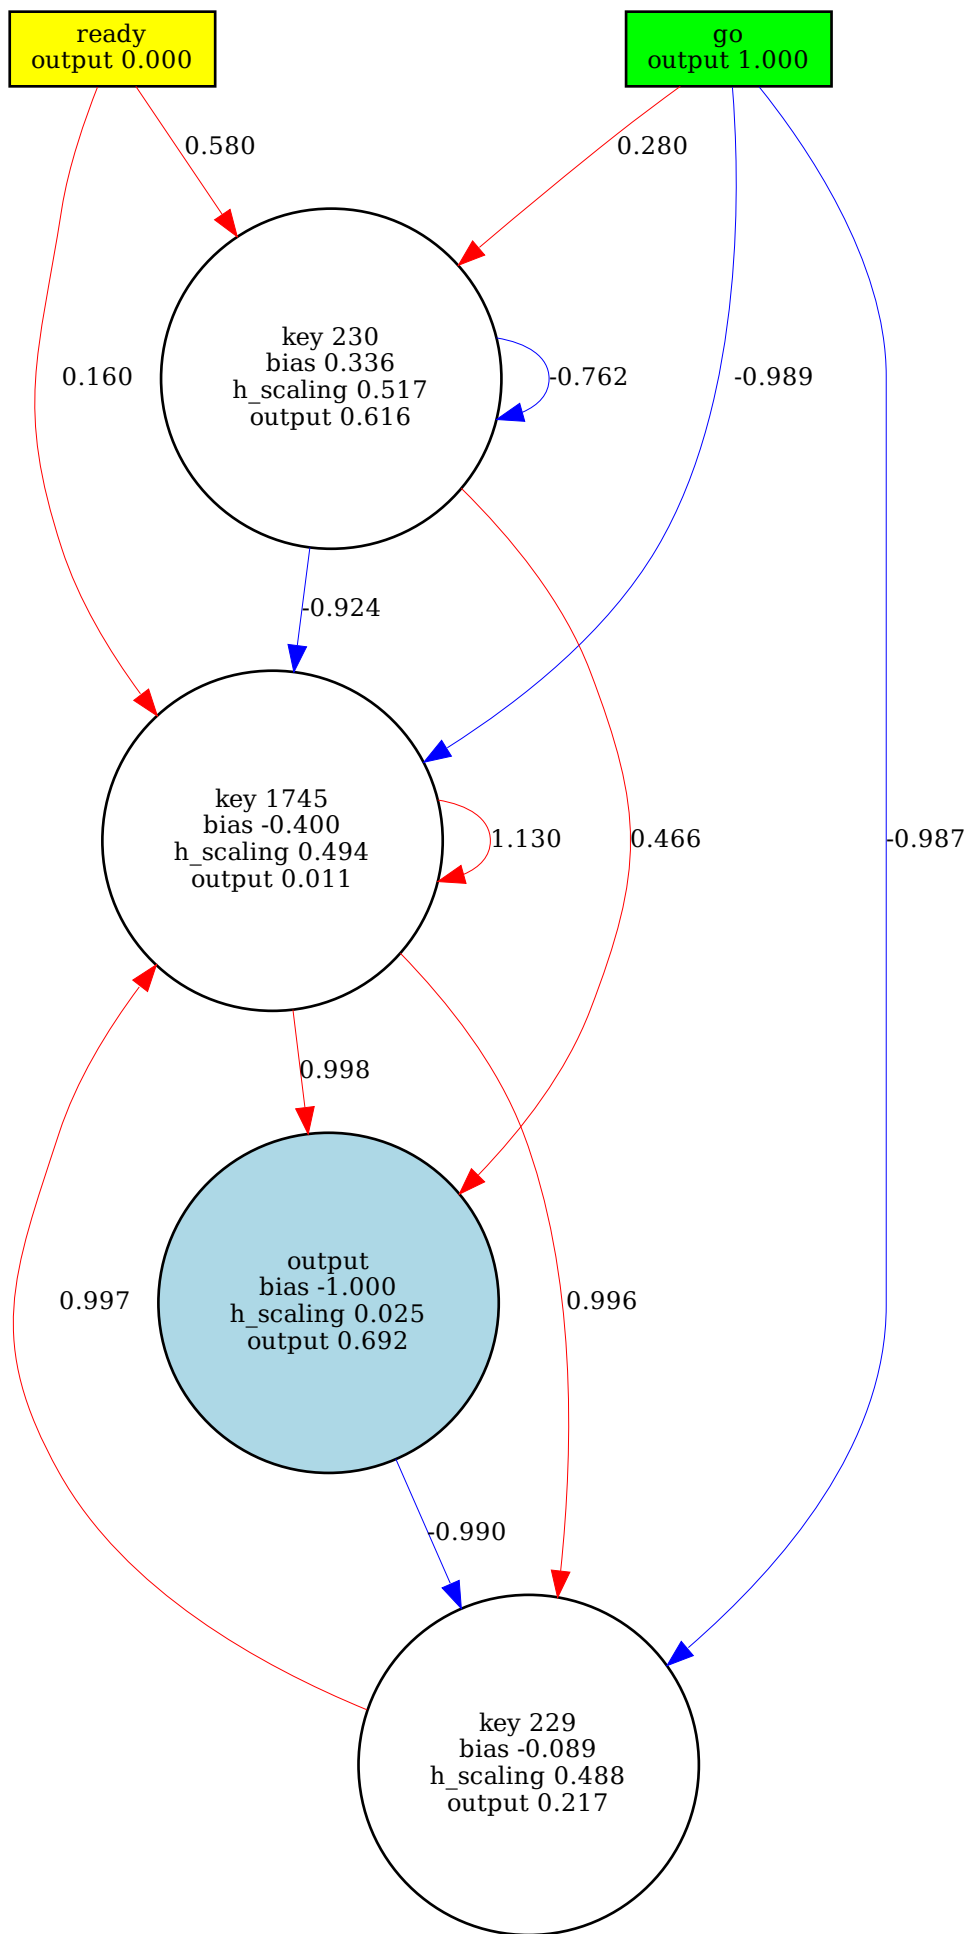 ready
output 0.000
go
output 1.000
0.580
0.280
key 230
bias 0.336
h_scaling 0.517
output 0.616
0.160
-0.762
-0.989
-0.924
key 1745
bias -0.400
h_scaling 0.494
output 0.011
1.130
0.466
-0.987
0.998
output
bias -1.000
h_scaling 0.025
output 0.692
0.997
0.996
-0.990
key 229
bias -0.089
h_scaling 0.488
output 0.217